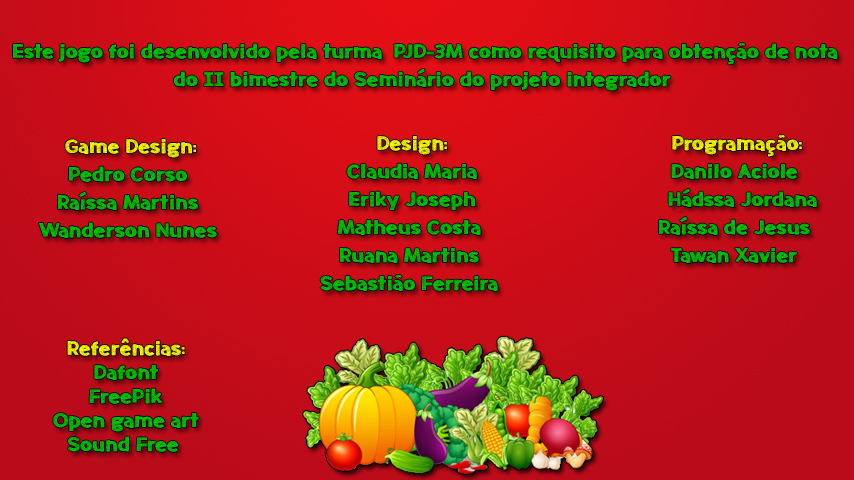 Este jogo foi desenvolvido pela turma PJD-3M como requisito para obtenção de nota
do II bimestre do Seminário do projeto integrador
Game Design:
Pedro Corso
Raíssa Martins
Wanderson Nunes
Design:
Claudia Maria
Eriky Joseph
Matheus Costa
Ruana Martins
Sebastião Ferreira
Programação:
Danilo Aciole
Hádssa Jordana
Raíssa de Jesus
Tawan Xavier
Referências:
Dafont
FreePik
Open game art
Sound Free